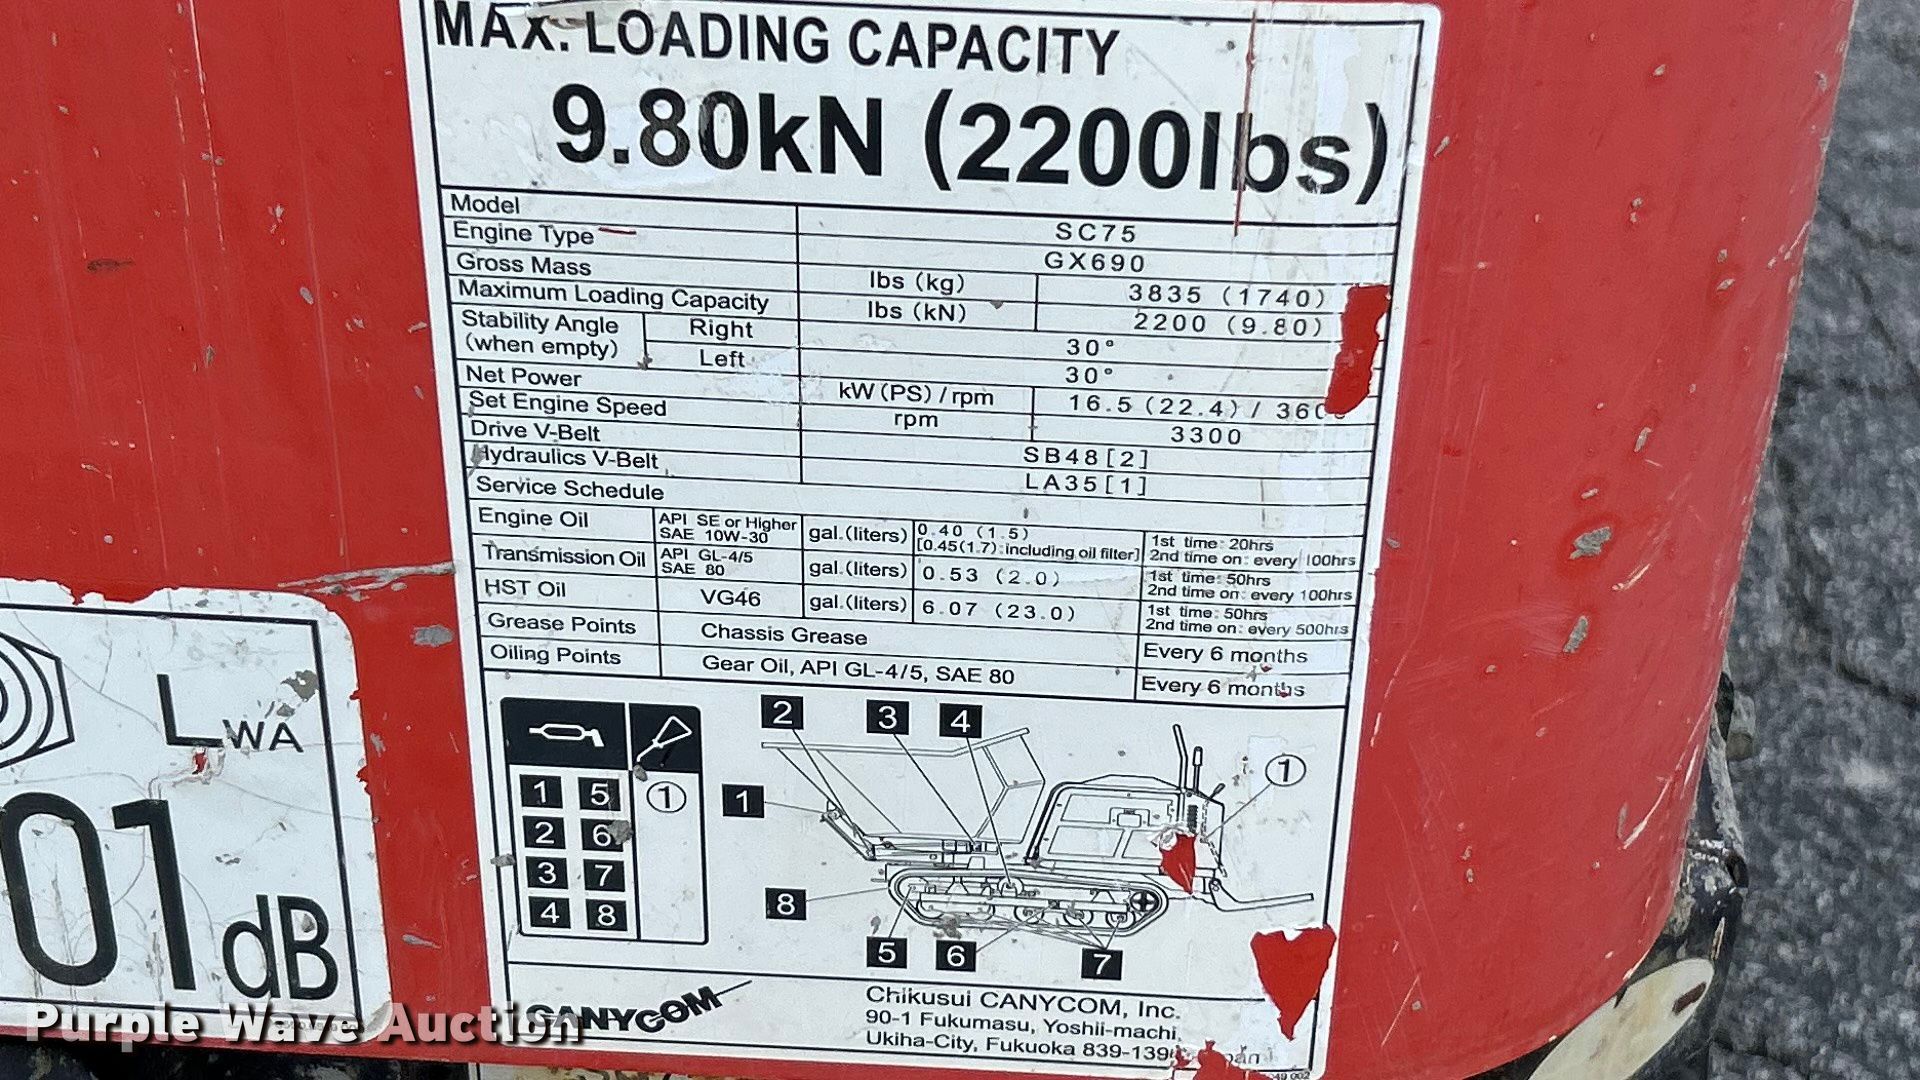 MAX. LOADING CAPACITY
9.80kN (2200lbs)
Model SC75
Engine Type GX690
Gross Mass lbs (kg) 3835 (1740)
Maximum Loading Capacity lbs (kN) 2200 (9.80)
Stability Angle (when empty) Right 30°
Left 30°
Net Power kW (PS) / rpm 16.5 (22.4) / 3600
Set Engine Speed rpm 3300
Drive V-Belt SB48[2]
Hydraulics V-Belt LA35[1]
Service Schedule
Engine Oil API SE or Higher SAE 10W-30 gal.(liters) 0.40 (1.5) [0.45(1.7):including oil filter] 1st time: 20hrs 2nd time on: every 100hrs
Transmission Oil API GL-4/5 SAE 80 gal.(liters) 0.53 (2.0) 1st time: 50hrs 2nd time on: every 100hrs
HST Oil VG46 gal.(liters) 6.07 (23.0) 1st time: 50hrs 2nd time on: every 500hrs
Grease Points Chassis Grease Every 6 months
Oiling Points Gear Oil, API GL-4/5, SAE 80 Every 6 months
1 5 ①
2 6
3 7
4 8
2 3 4
1 ①
8
5 6 7
CANYCOM
Chikusui CANYCOM, Inc.
90-1 Fukumasu, Yoshii-machi,
Ukiha-City, Fukuoka
LWA
01dB
Purple Wave Auction